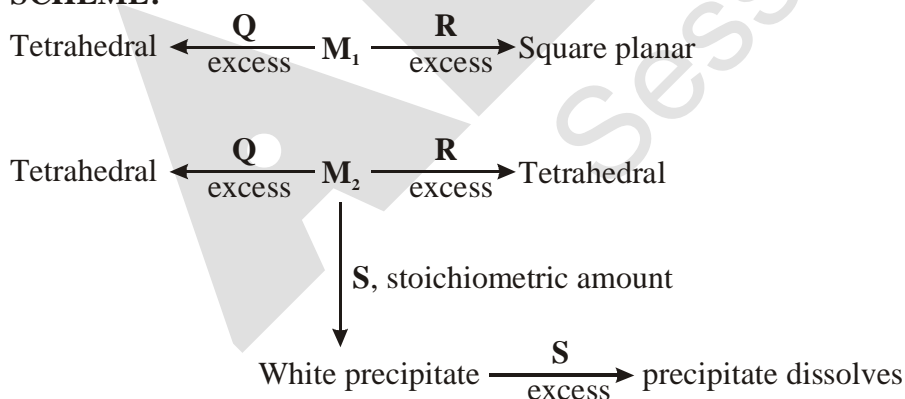 SCHEME:
Tetrahedral Q excess M₁ R excess Square planar
Tetrahedral Q excess M₂ R excess Tetrahedral
S, stoichiometric amount
White precipitate S excess precipitate dissolves